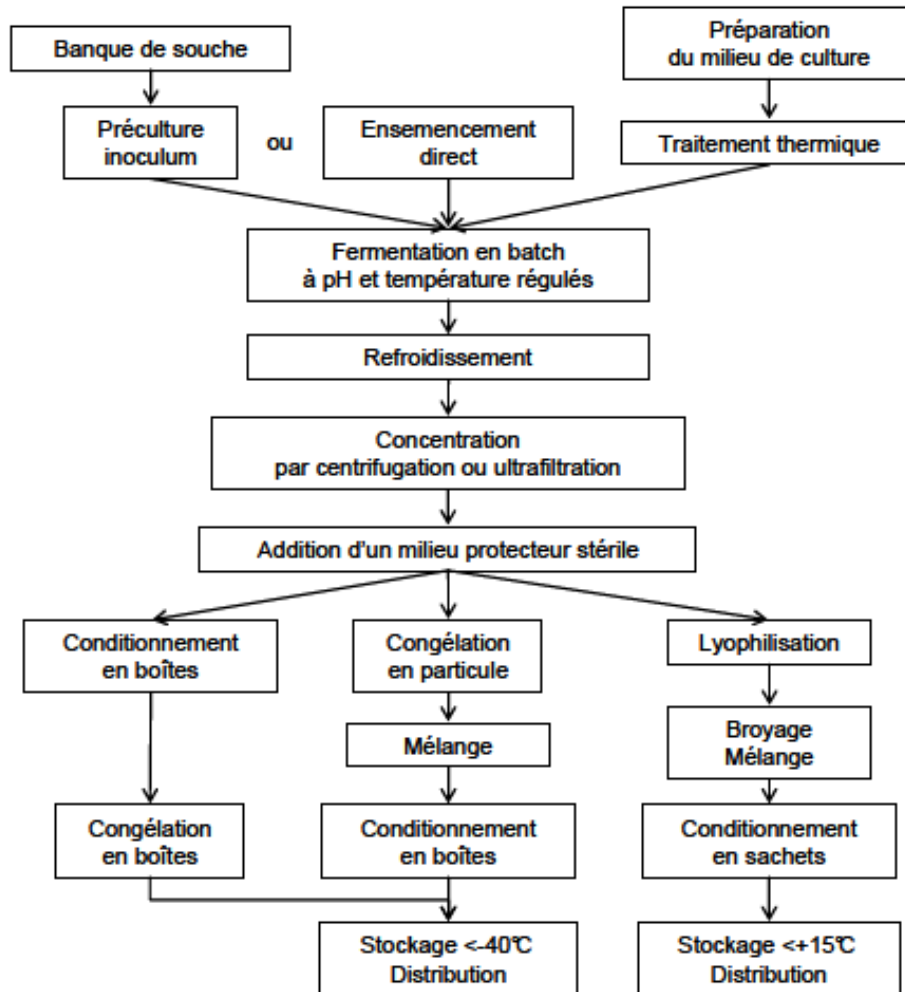 Banque de souche
Préparation
du milieu de culture
Préculture
inoculum
ou
Ensemencement
direct
Traitement thermique
Fermentation en batch
à pH et température régulés
Refroidissement
Concentration
par centrifugation ou ultrafiltration
Addition d'un milieu protecteur stérile
Conditionnement
en boîtes
Congélation
en particule
Lyophilisation
Mélange
Broyage
Mélange
Congélation
en boîtes
Conditionnement
en boîtes
Conditionnement
en sachets
Stockage <-40°C
Distribution
Stockage <+15°C
Distribution